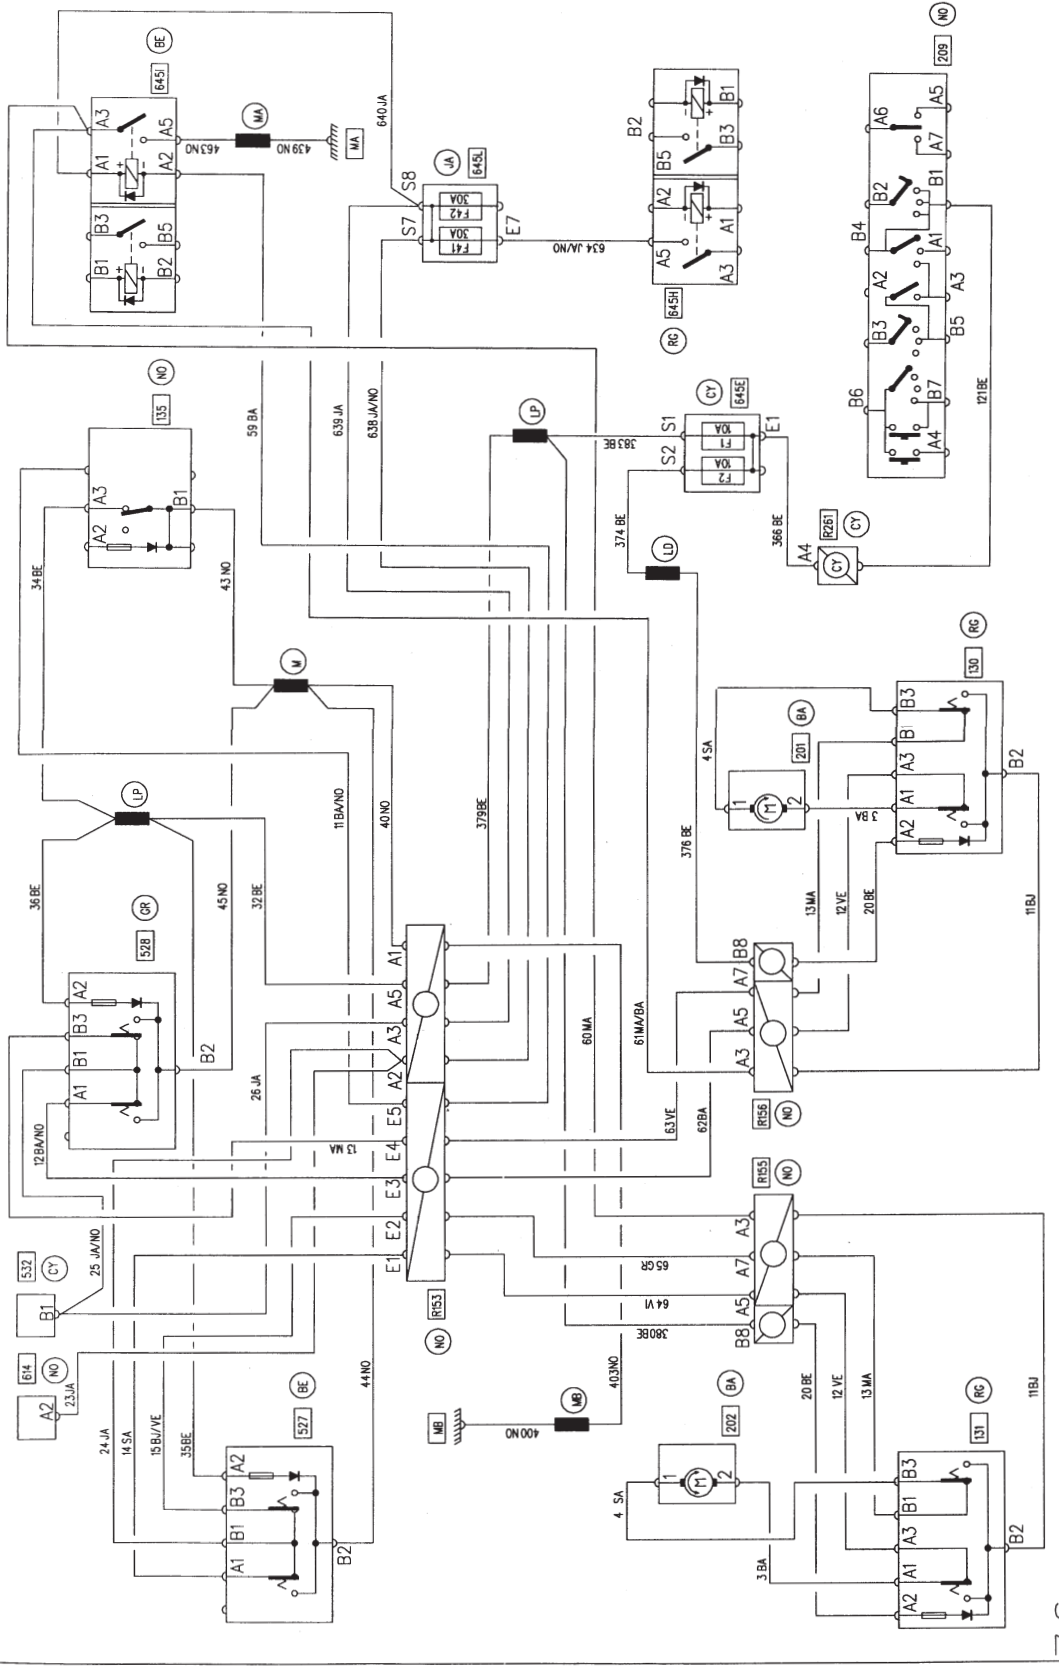 BE
645I
A1
A3
B1
B3
+
-
A2
A5
B2
B5
463 NO
MA
439 NO
MA
640 JA
JA
645L
S7
S8
30A
F42
30A
F41
E7
639 JA
638 JA/NO
634 JA/NO
59 BA
B2
B1
B5
B3
A2
A1
A5
A3
645H
RG
NO
209
A6
A5
A7
B2
B1
B4
A1
A2
A3
B3
B5
B6
B7
A4
121 BE
NO
135
A3
A2
B1
34 BE
43 NO
M
LP
383 BE
CY
645E
S1
S2
10A
F1
10A
F2
E1
374 BE
LD
366 BE
A4
R261
CY
CY
LP
36 BE
45 NO
32 BE
11 BA/NO
40 NO
379 BE
376 BE
GR
528
A2
B3
B1
A1
B2
12 BA/NO
26 JA
13 MA
A1
A5
A3
A2
E5
E4
E3
E2
E1
R153
NO
60 MA
61 MA/BA
63 VE
62 BA
RG
130
B3
B1
A3
A1
A2
B2
4 SA
BA
201
1
M
2
3 BA
13 MA
12 VE
20 BE
11 BJ
B8
A7
A5
A3
R156
NO
R155
NO
A3
A7
A5
B8
65 GR
64 VI
380 BE
403 NO
400 NO
MB
MB
25 JA/NO
532
CY
B1
614
NO
A2
23 JA
24 JA
14 SA
15 BJ/VE
35 BE
44 NO
BE
527
A2
B3
B1
A1
B2
BA
202
1
M
2
4 SA
3 BA
20 BE
12 VE
13 MA
11 BJ
RG
131
B3
B1
A3
A1
A2
B2